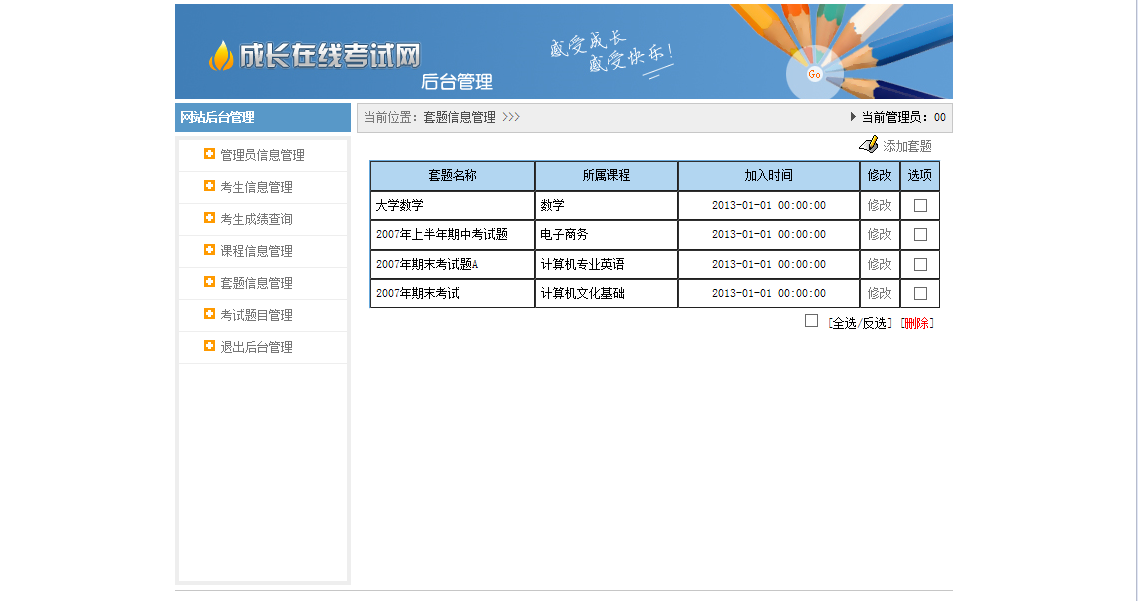 成长在线考试网
后台管理
感受成长
感受快乐!
Go
网站后台管理
当前位置: 套题信息管理 >>>
当前管理员: 00
管理员信息管理
考生信息管理
考生成绩查询
课程信息管理
套题信息管理
考试题目管理
退出后台管理
添加套题
套题名称 所属课程 加入时间 修改 选项
大学数学 数学 2013-01-01 00:00:00 修改
2007年上半年期中考试题 电子商务 2013-01-01 00:00:00 修改
2007年期末考试题A 计算机专业英语 2013-01-01 00:00:00 修改
2007年期末考试 计算机文化基础 2013-01-01 00:00:00 修改
[全选/反选] [删除]